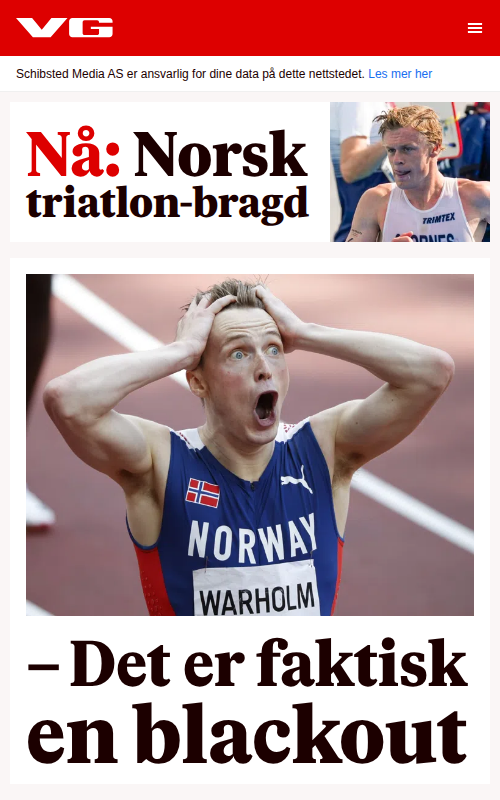 VG
Schibsted Media AS er ansvarlig for dine data på dette nettstedet. Les mer her
Nå: Norsk
triatlon-bragd
TRIMTEX
NORWAY
WARHOLM
– Det er faktisk
en blackout